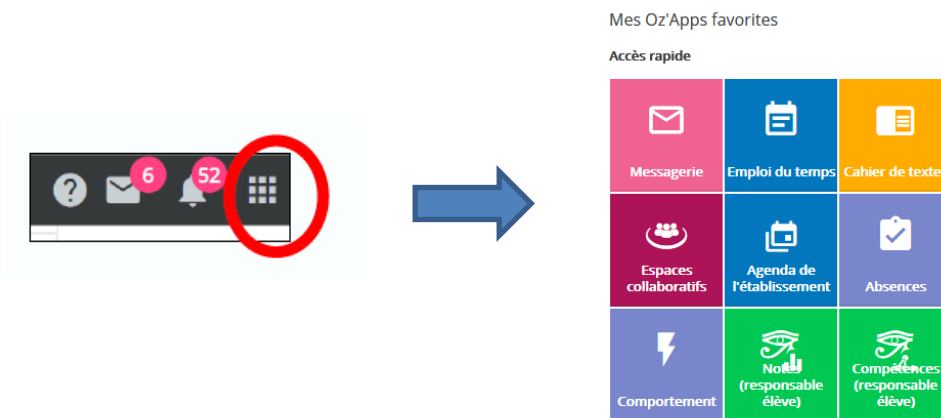 Mes Oz'Apps favorites
Accès rapide
6
52
Messagerie
Emploi du temps
Cahier de texte
Espaces
collaboratifs
Agenda de
l'établissement
Absences
Comportement
Notes
(responsable
élève)
Compétences
(responsable
élève)